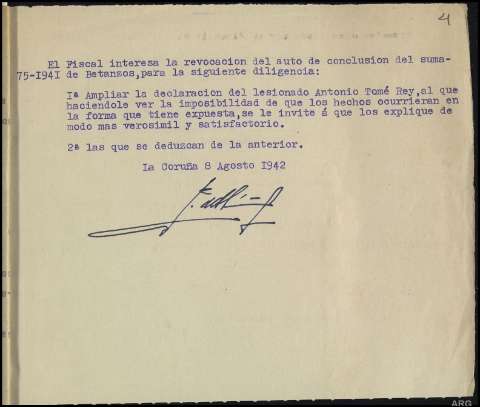 4
El Fiscal interesa la revocacion del auto de conclusion del suma-
75-194I de Betanzos,para la siguiente diligencia:
Iª Ampliar la declaracion del lesionado Antonio Tomé Rey,al que
haciendole ver la imposibilidad de que los hechos ocurrieran en
la forma que tiene expuesta,se le invite á que los explique de
modo mas verosimil y satisfactorio.
2ª las que se deduzcan de la anterior.
La Coruña 8 Agosto 1942
ARG